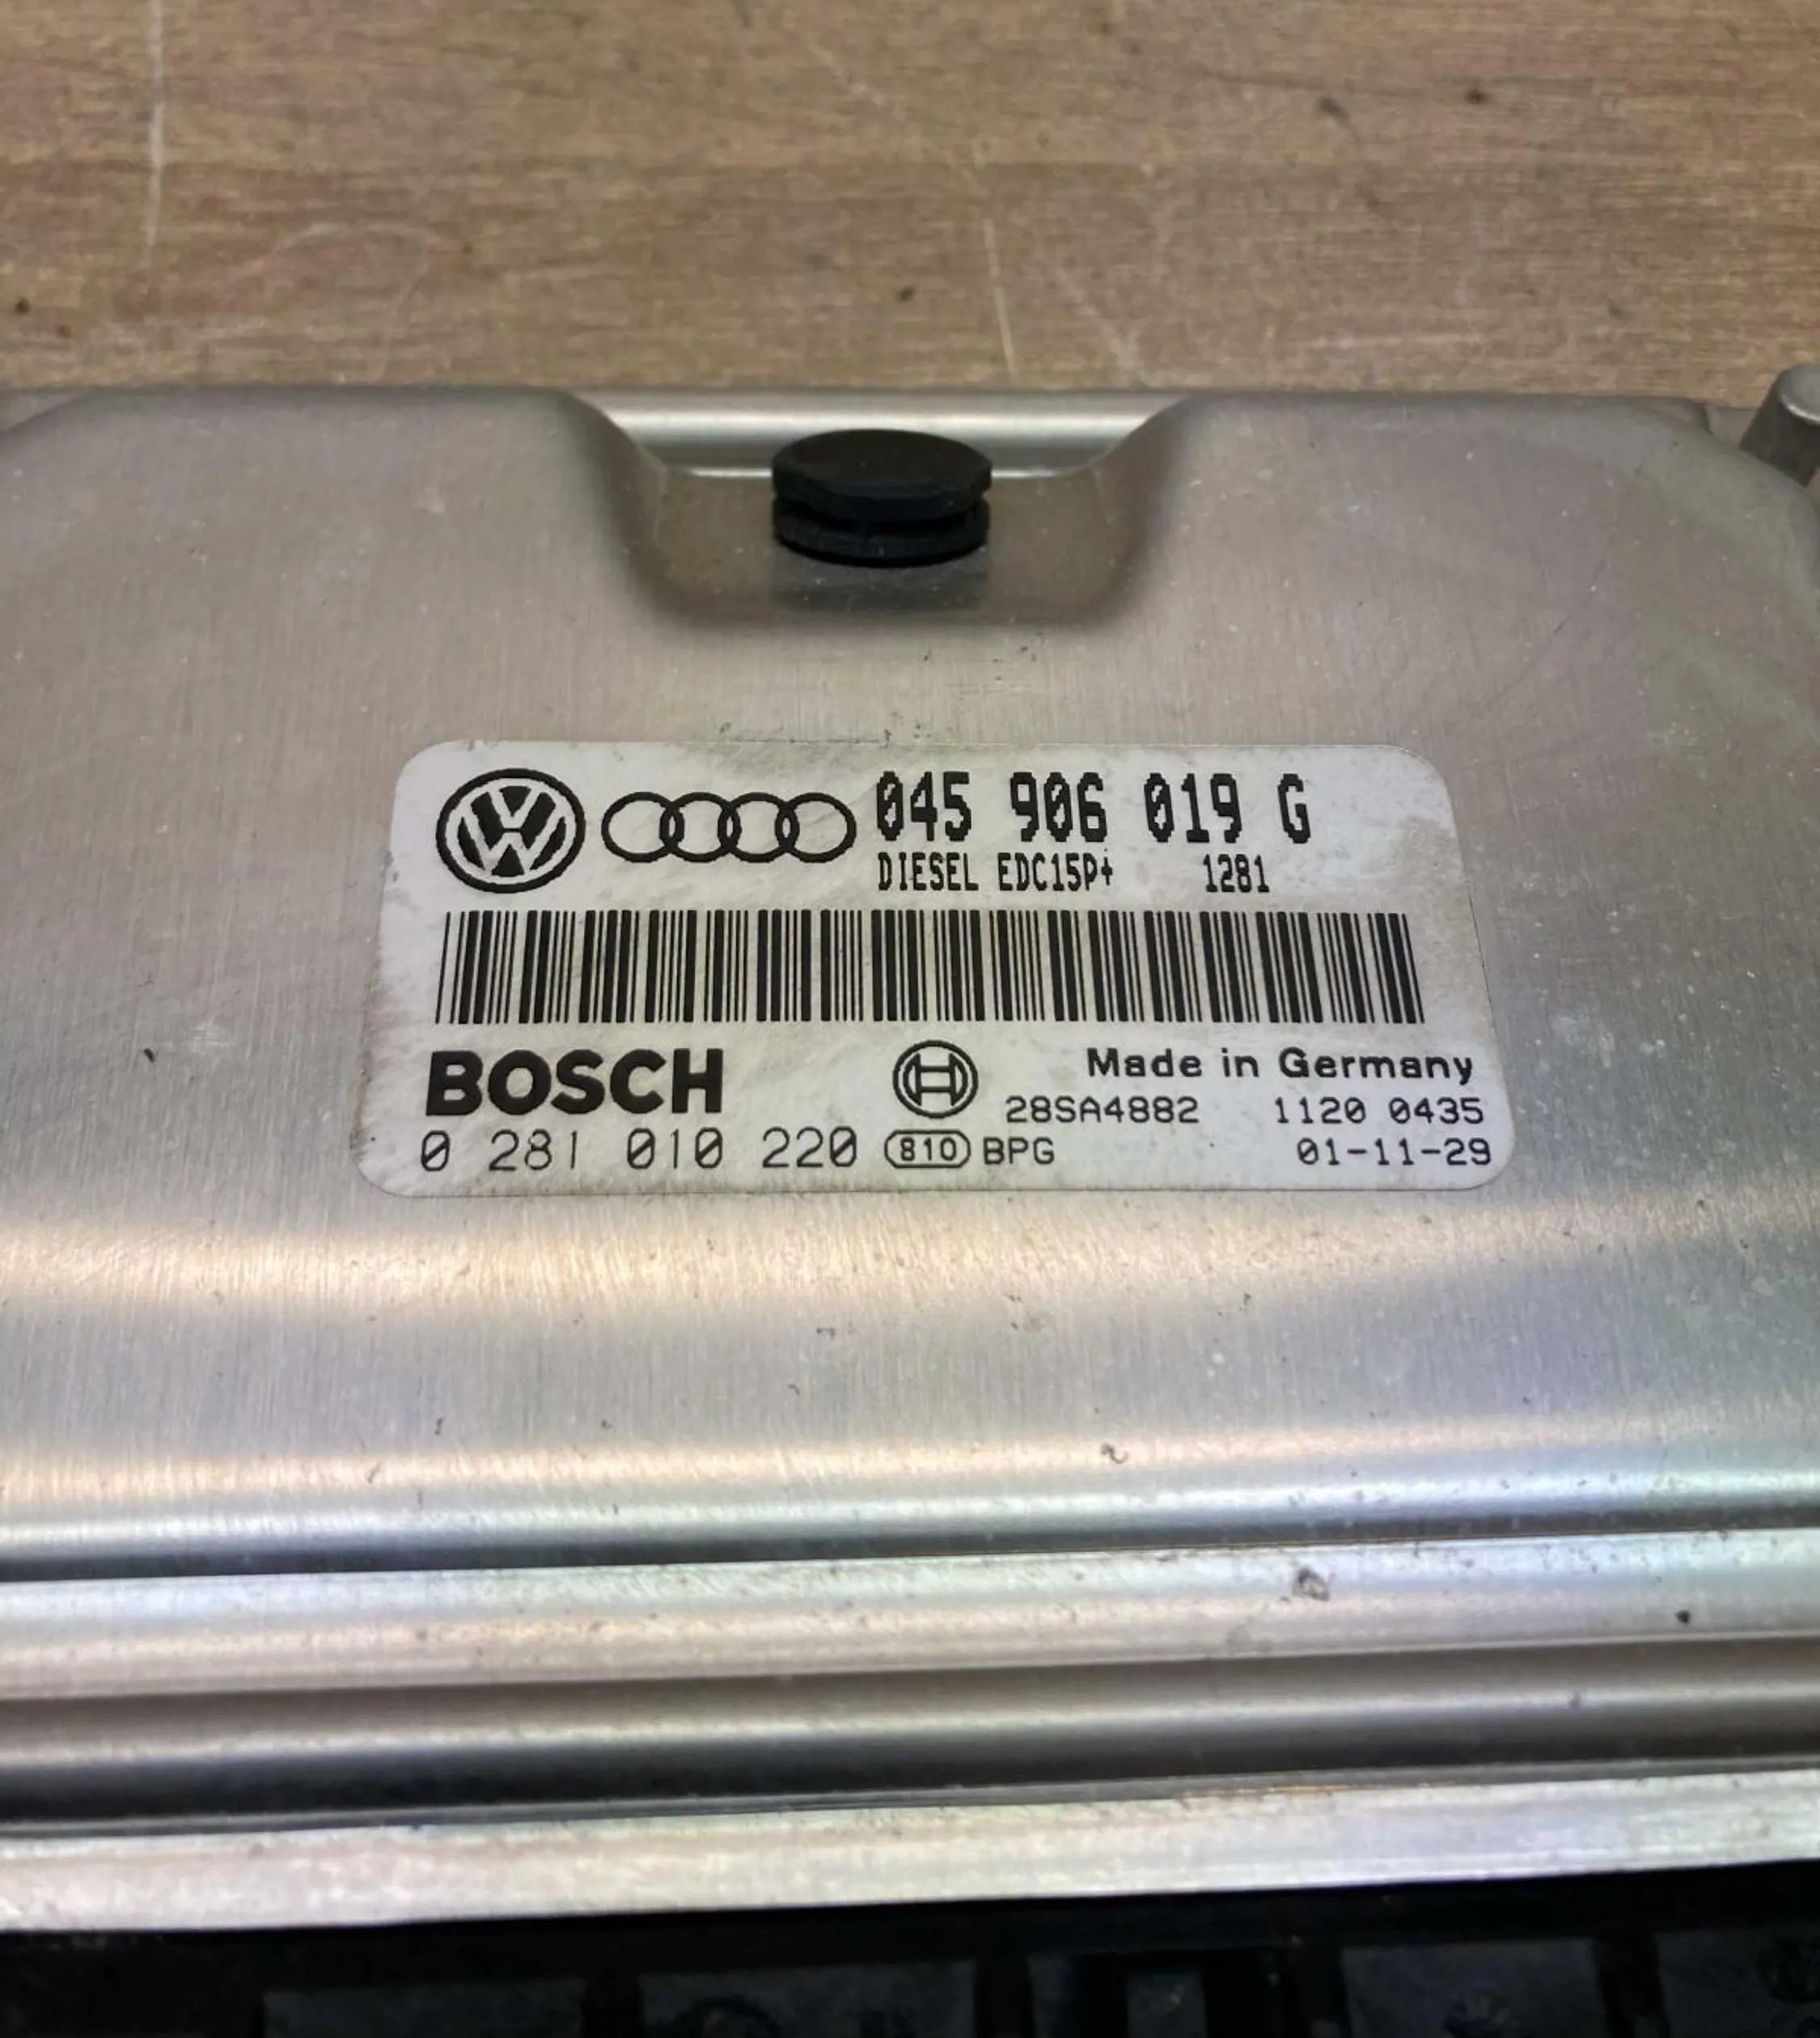 045 906 019 G
DIESEL EDC15P+ 1281
BOSCH
Made in Germany
28SA4882 1120 0435
0 281 010 220 810 BPG 01-11-29